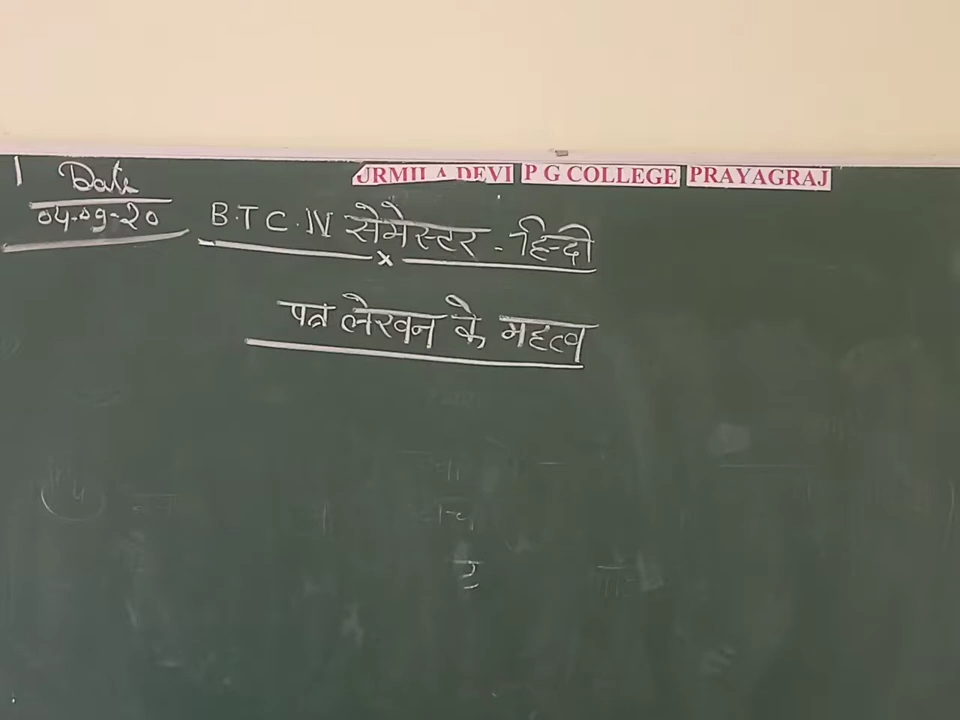 URMILA DEVI P G COLLEGE PRAYAGRAJ
Date
04-09-20
B.T.C.IV सेमेस्टर - हिन्दी
x
पत्र लेखन के महत्व